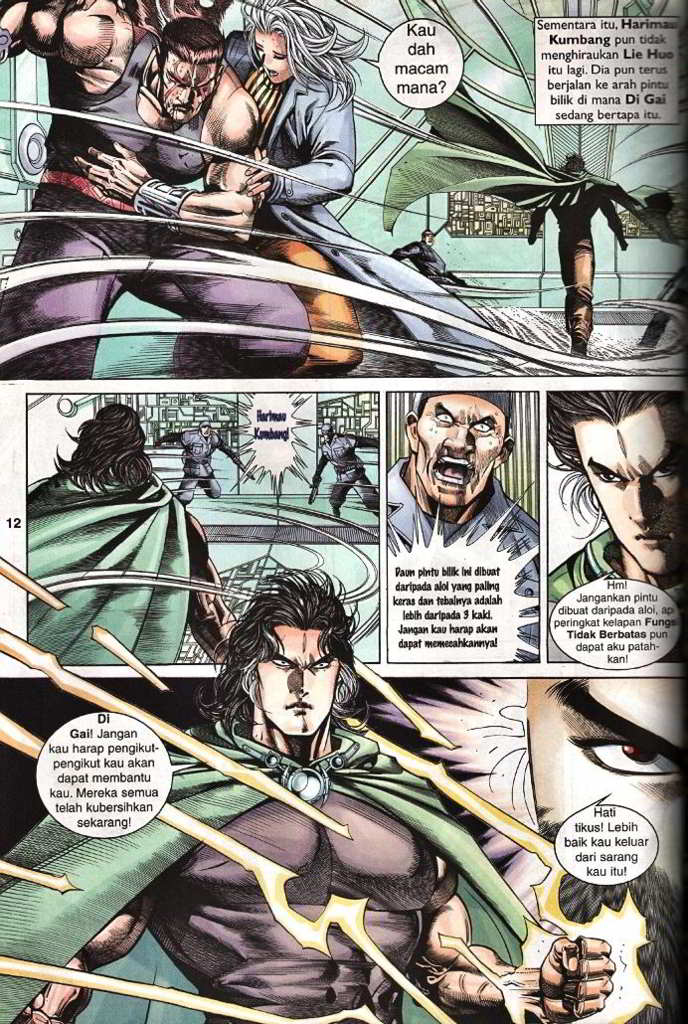 Kau
dah
macam
mana?
Sementara itu, Harimau
Kumbang pun tidak
menghiraukan Lie Huo
itu lagi. Dia pun terus
berjalan ke arah pintu
bilik di mana Di Gai
sedang bertapa itu.
Harimau
Kumbang!
12
Daun pintu bilik ini dibuat
daripada aloi yang paling
keras dan tebalnya adalah
lebih daripada 3 kaki.
Jangan kau harap akan
dapat memecahkannya!
Hm!
Jangankan pintu
dibuat daripada aloi, api
peringkat kelapan Fungsi
Tidak Berbatas pun
dapat aku patah-
kan!
Di
Gai! Jangan
kau harap pengikut-
pengikut kau akan
dapat membantu
kau. Mereka semua
telah kubersihkan
sekarang!
Hati
tikus! Lebih
baik kau keluar
dari sarang
kau itu!